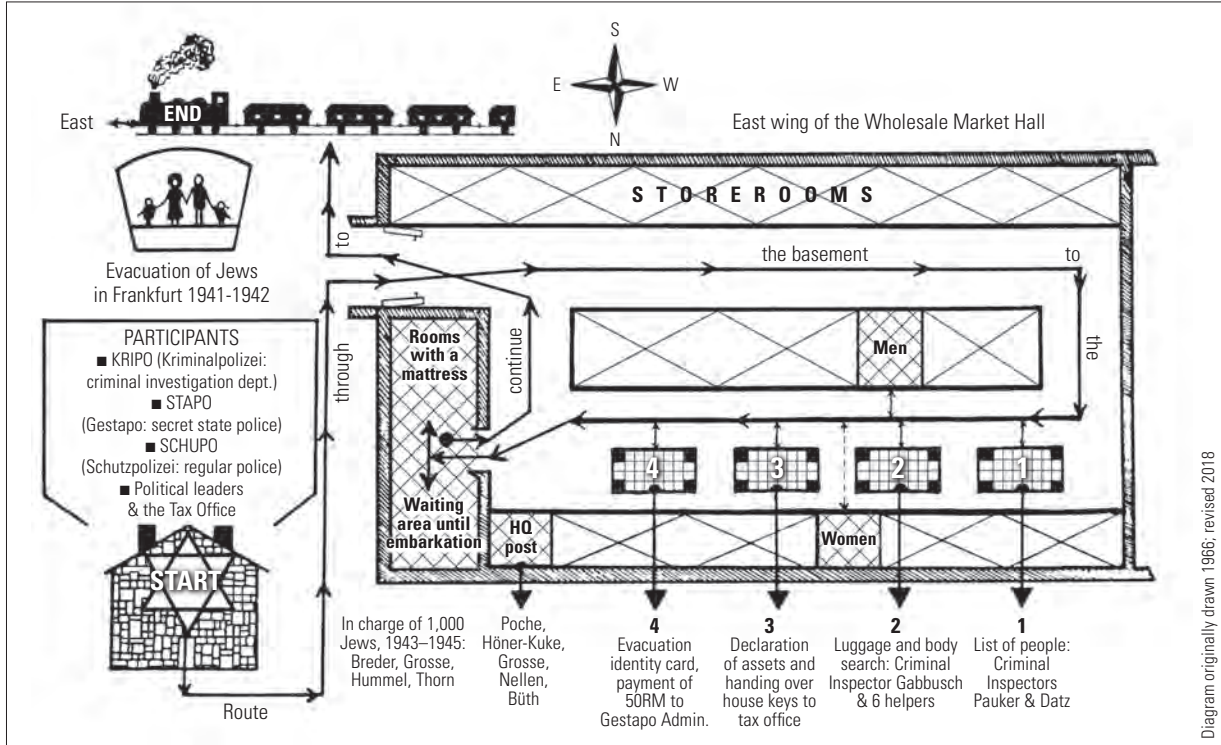 S
E
W
N
END
East
East wing of the Wholesale Market Hall
STOREROOMS
Evacuation of Jews
in Frankfurt 1941-1942
to
the basement
to
the
through
continue
PARTICIPANTS
■ KRIPO (Kriminalpolizei:
criminal investigation dept.)
■ STAPO
(Gestapo: secret state police)
■ SCHUPO
(Schutzpolizei: regular police)
■ Political leaders
& the Tax Office
START
Route
Rooms
with a
mattress
Men
4
3
2
1
Waiting
area until
embarkation
HQ
post
Women
In charge of 1,000
Jews, 1943–1945:
Breder, Grosse,
Hummel, Thorn
Poche,
Höner-Kuke,
Grosse,
Nellen,
Büth
4
Evacuation
identity card,
payment of
50RM to
Gestapo Admin.
3
Declaration
of assets and
handing over
house keys to
tax office
2
Luggage and body
search: Criminal
Inspector Gabbusch
& 6 helpers
1
List of people:
Criminal
Inspectors
Pauker & Datz
Diagram originally drawn 1966; revised 2018